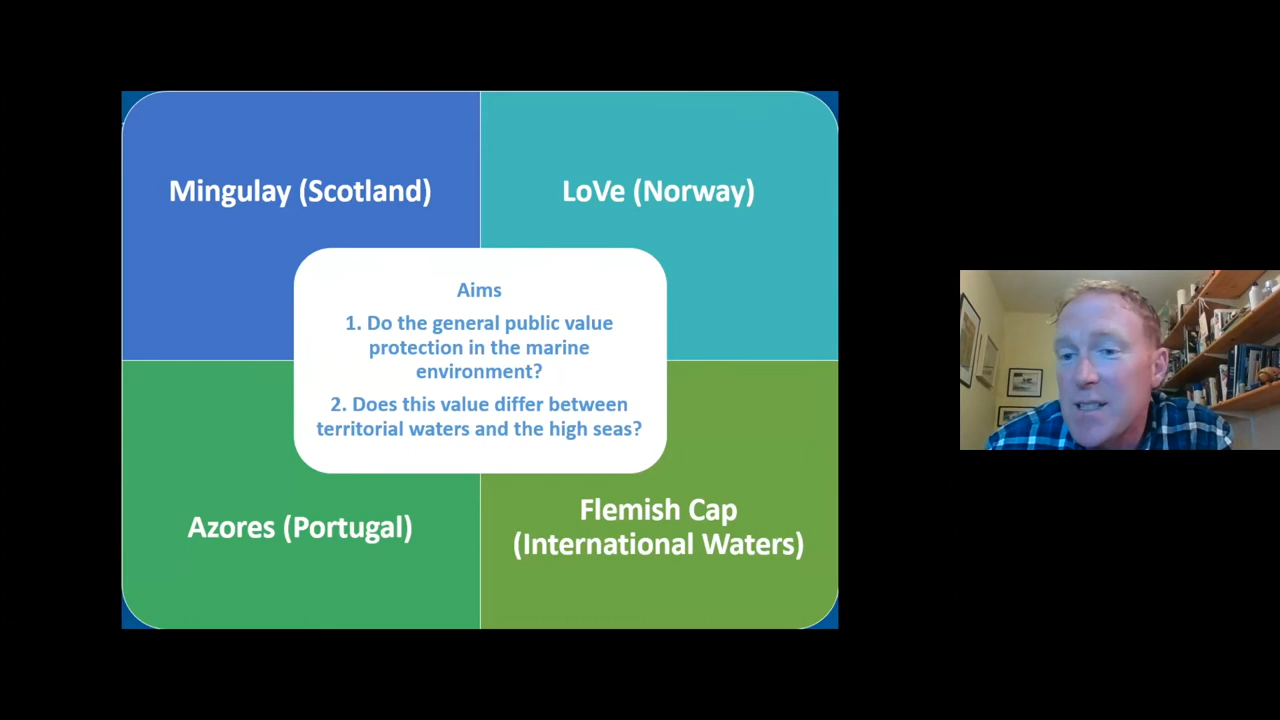 Mingulay (Scotland)
LoVe (Norway)
Aims
1. Do the general public value
protection in the marine
environment?
2. Does this value differ between
territorial waters and the high seas?
Azores (Portugal)
Flemish Cap
(International Waters)